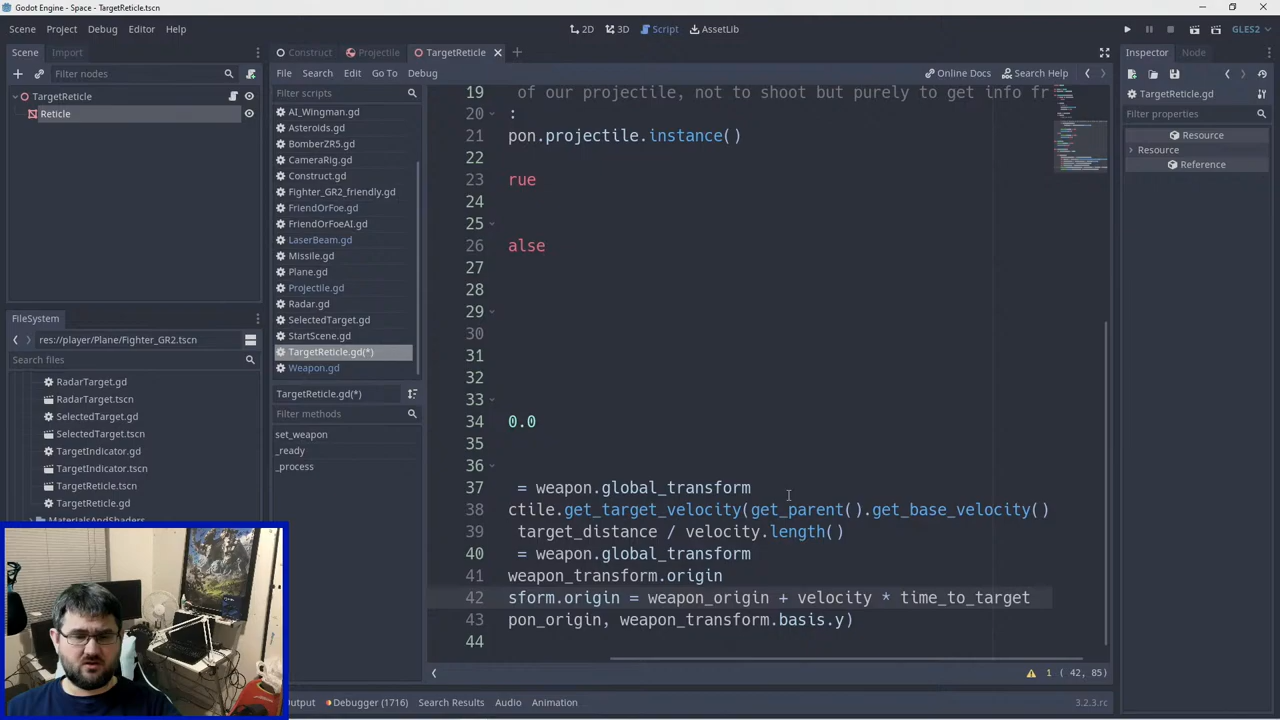 Godot Engine - Space - TargetReticle.tscn
Scene Project Debug Editor Help
2D 3D Script AssetLib
GLES2
Scene Import
Filter nodes
TargetReticle
Reticle
FileSystem
res://player/Plane/Fighter_GR2.tscn
Search files
RadarTarget.gd
RadarTarget.tscn
SelectedTarget.gd
SelectedTarget.tscn
TargetIndicator.gd
TargetIndicator.tscn
TargetReticle.tscn
TargetReticle.gd
MaterialsAndShaders
Construct Projectile TargetReticle
File Search Edit Go To Debug
Online Docs Search Help
Filter scripts
AI_Wingman.gd
Asteroids.gd
BomberZR5.gd
CameraRig.gd
Construct.gd
Fighter_GR2_friendly.gd
FriendOrFoe.gd
FriendOrFoeAI.gd
LaserBeam.gd
Missile.gd
Plane.gd
Projectile.gd
Radar.gd
SelectedTarget.gd
StartScene.gd
TargetReticle.gd(*)
Weapon.gd
TargetReticle.gd(*)
Filter methods
set_weapon
_ready
_process
19 of our projectile, not to shoot but purely to get info fr
20 :
21 pon.projectile.instance()
22
23 rue
24
25
26 alse
27
28
29
30
31
32
33
34 0.0
35
36
37 = weapon.global_transform
38 ctile.get_target_velocity(get_parent().get_base_velocity()
39 target_distance / velocity.length()
40 = weapon.global_transform
41 weapon_transform.origin
42 sform.origin = weapon_origin + velocity * time_to_target
43 pon_origin, weapon_transform.basis.y)
44
1 ( 42, 85)
Output Debugger (1716) Search Results Audio Animation
3.2.3.rc
Inspector Node
TargetReticle.gd
Filter properties
Resource
Resource
Reference